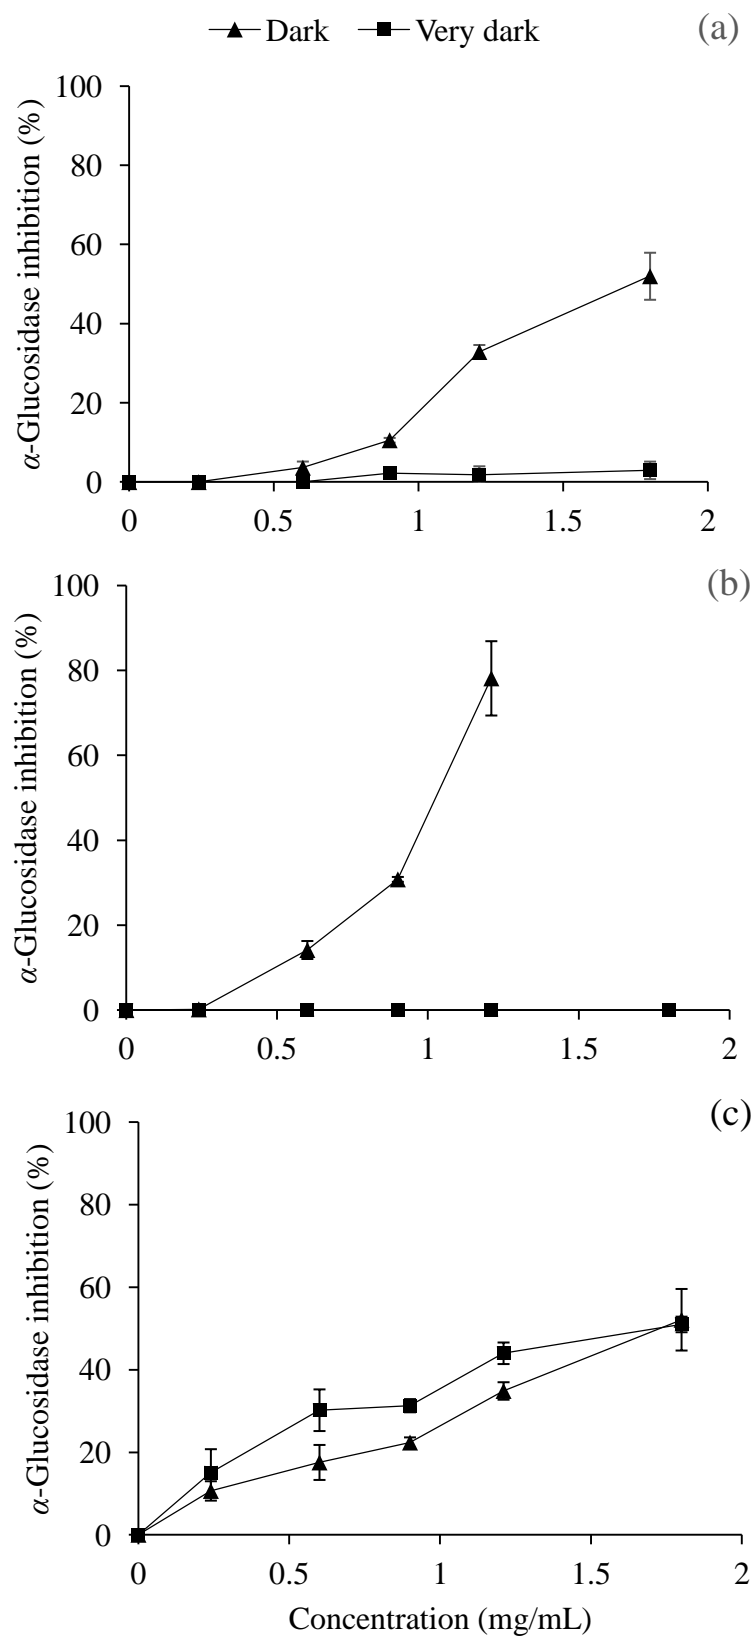 Dark Very dark (a)
100
80
60
40
20
0
0 0.5 1 1.5 2
α-Glucosidase inhibition (%)
(b)
100
80
60
40
20
0
0 0.5 1 1.5 2
α-Glucosidase inhibition (%)
(c)
100
80
60
40
20
0
0 0.5 1 1.5 2
α-Glucosidase inhibition (%)
Concentration (mg/mL)